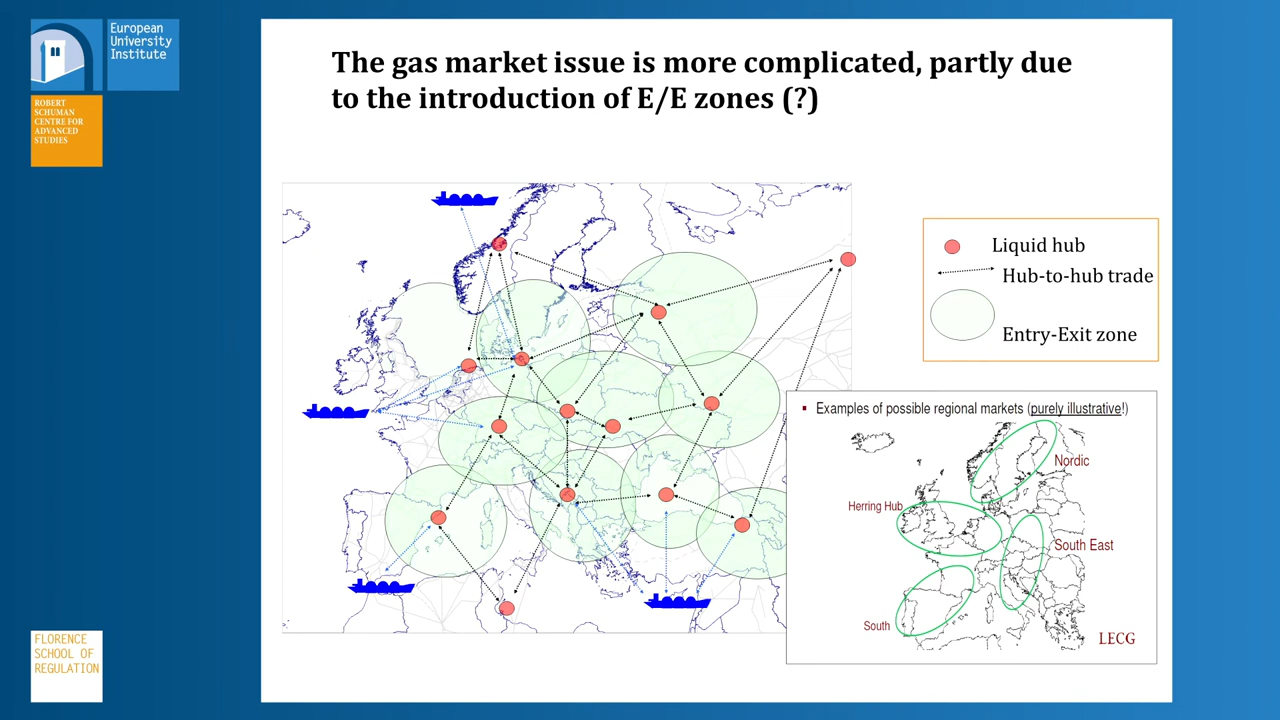 European
University
Institute
ROBERT
SCHUMAN
CENTRE FOR
ADVANCED
STUDIES
The gas market issue is more complicated, partly due
to the introduction of E/E zones (?)
Liquid hub
Hub-to-hub trade
Entry-Exit zone
▪ Examples of possible regional markets (purely illustrative!)
Nordic
Herring Hub
South East
South
LECG
FLORENCE
SCHOOL OF
REGULATION